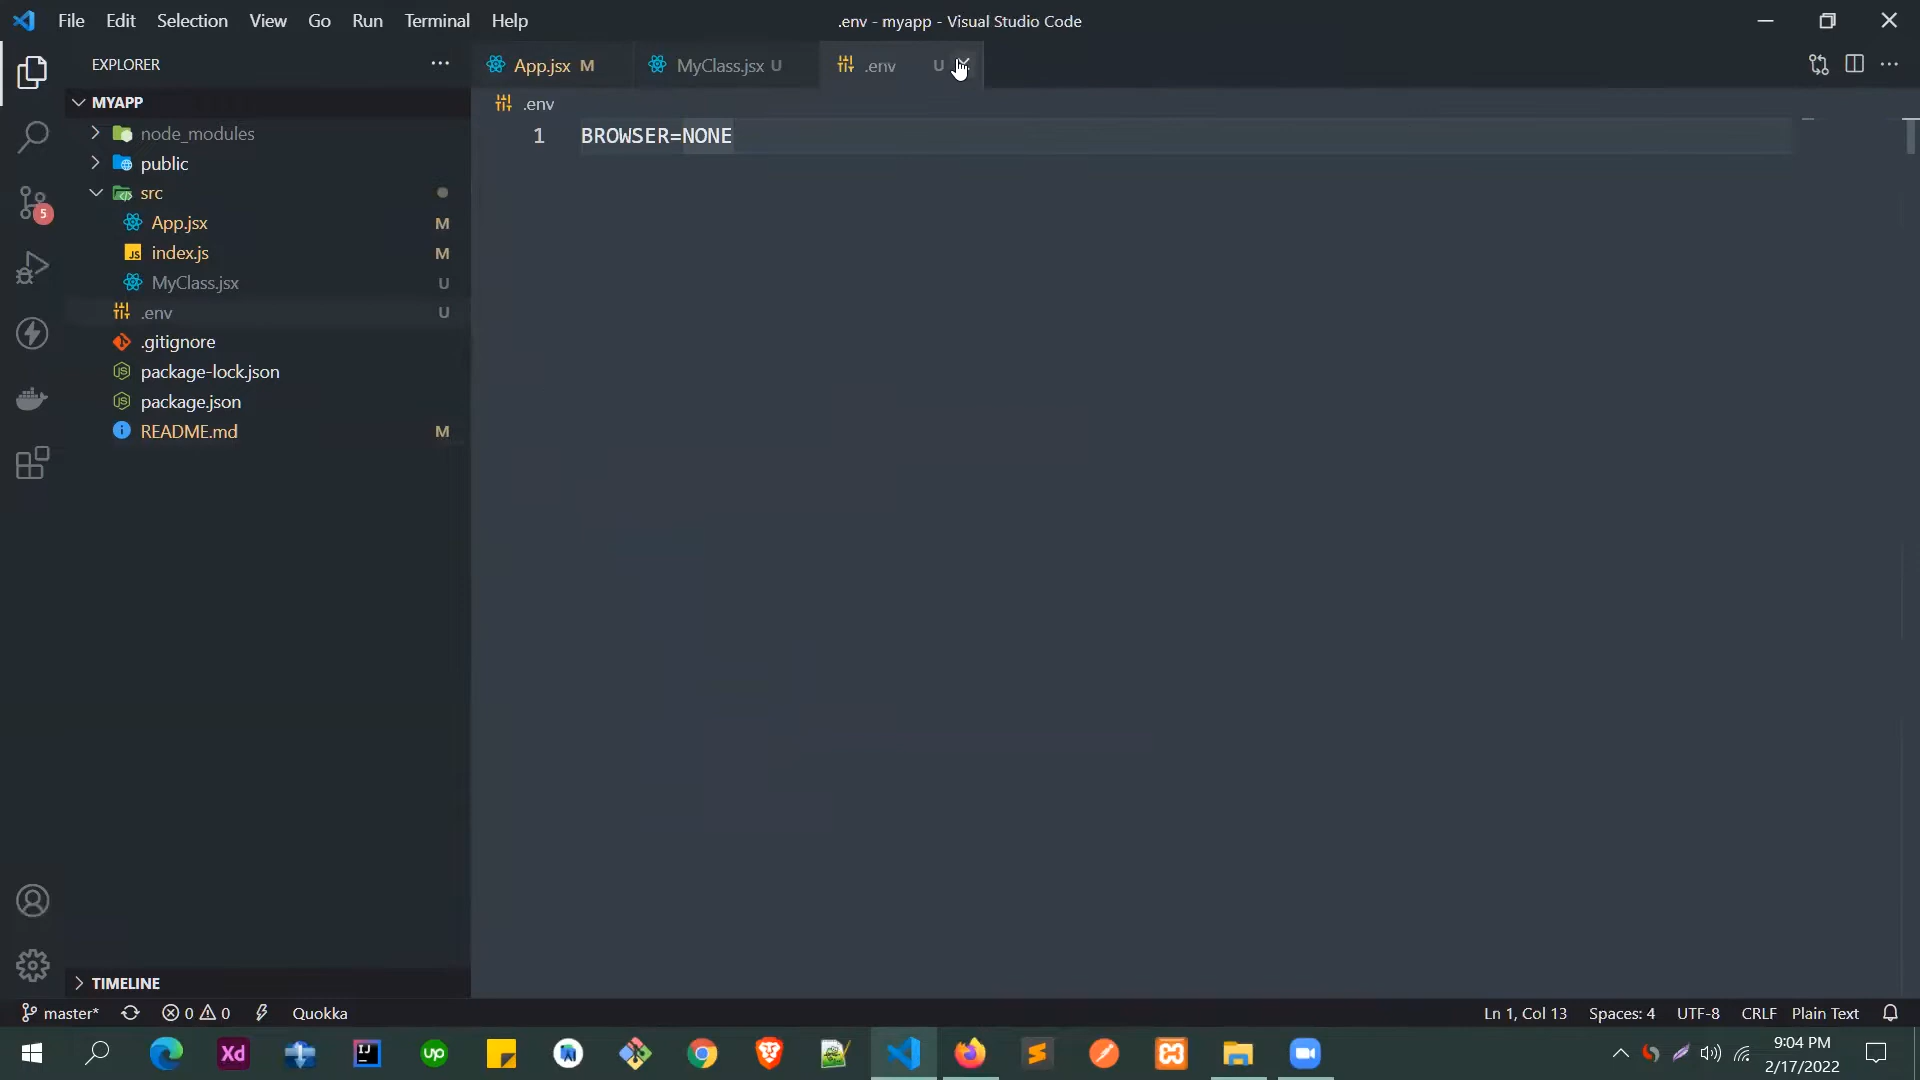 File Edit Selection View Go Run Terminal Help
.env - myapp - Visual Studio Code
EXPLORER
MYAPP
node_modules
public
src
App.jsx M
index.js M
MyClass.jsx U
.env U
.gitignore
package-lock.json
package.json
README.md M
TIMELINE
5
App.jsx M
MyClass.jsx U
.env U
.env
1 BROWSER=NONE
master* 0 0 Quokka
Ln 1, Col 13 Spaces: 4 UTF-8 CRLF Plain Text
Xd
up
9:04 PM
2/17/2022